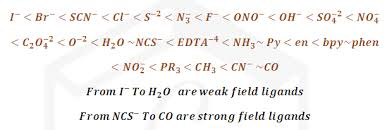 I⁻ < Br⁻ < SCN⁻ < Cl⁻ < S⁻² < N₃⁻ < F⁻ < ONO⁻ < OH⁻ < SO₄²⁻ < NO₃⁻
< C₂O₄⁻² < O⁻² < H₂O ~NCS⁻ < EDTA⁻⁴ < NH₃~ Py < en < bpy~phen
< NO₂⁻ < PR₃ < CH₃ < CN⁻ ~CO
From I⁻ To H₂O are weak field ligands
From NCS⁻ To CO are strong field ligands